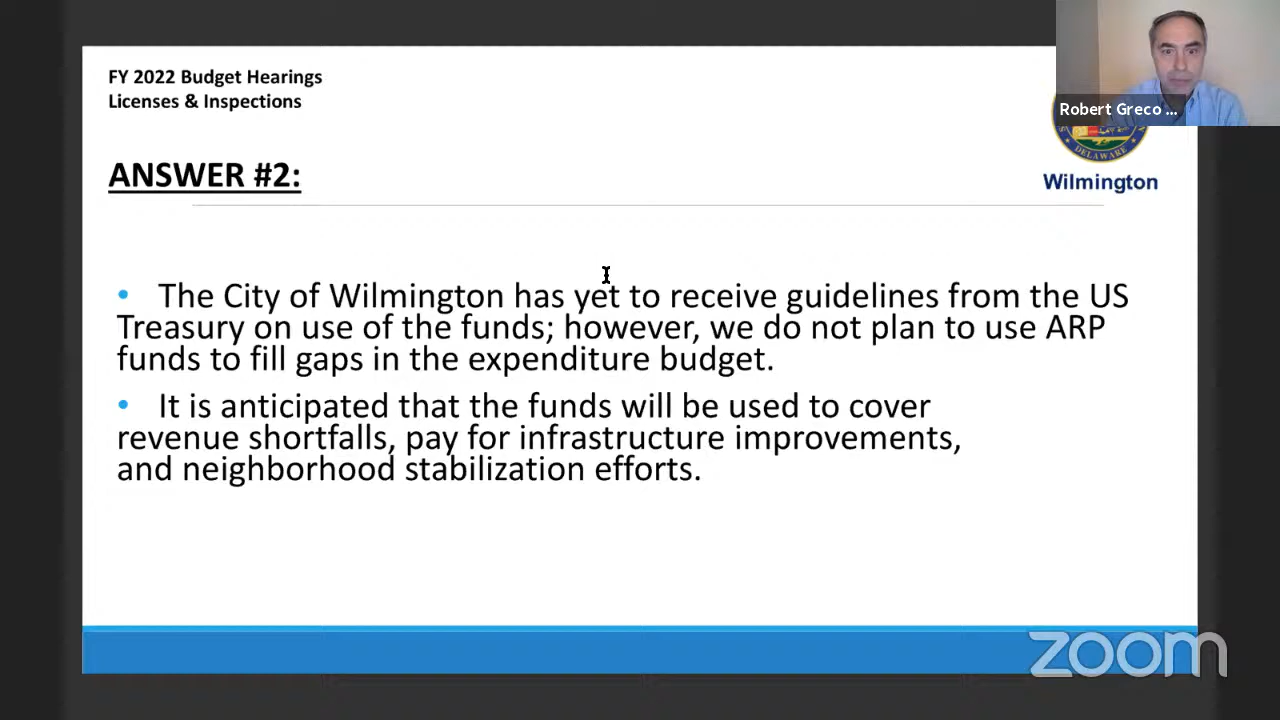 FY 2022 Budget Hearings
Licenses & Inspections
Robert Greco ...
DELAWARE
ANSWER #2:
Wilmington
• The City of Wilmington has yet to receive guidelines from the US
Treasury on use of the funds; however, we do not plan to use ARP
funds to fill gaps in the expenditure budget.
• It is anticipated that the funds will be used to cover
revenue shortfalls, pay for infrastructure improvements,
and neighborhood stabilization efforts.
zoom